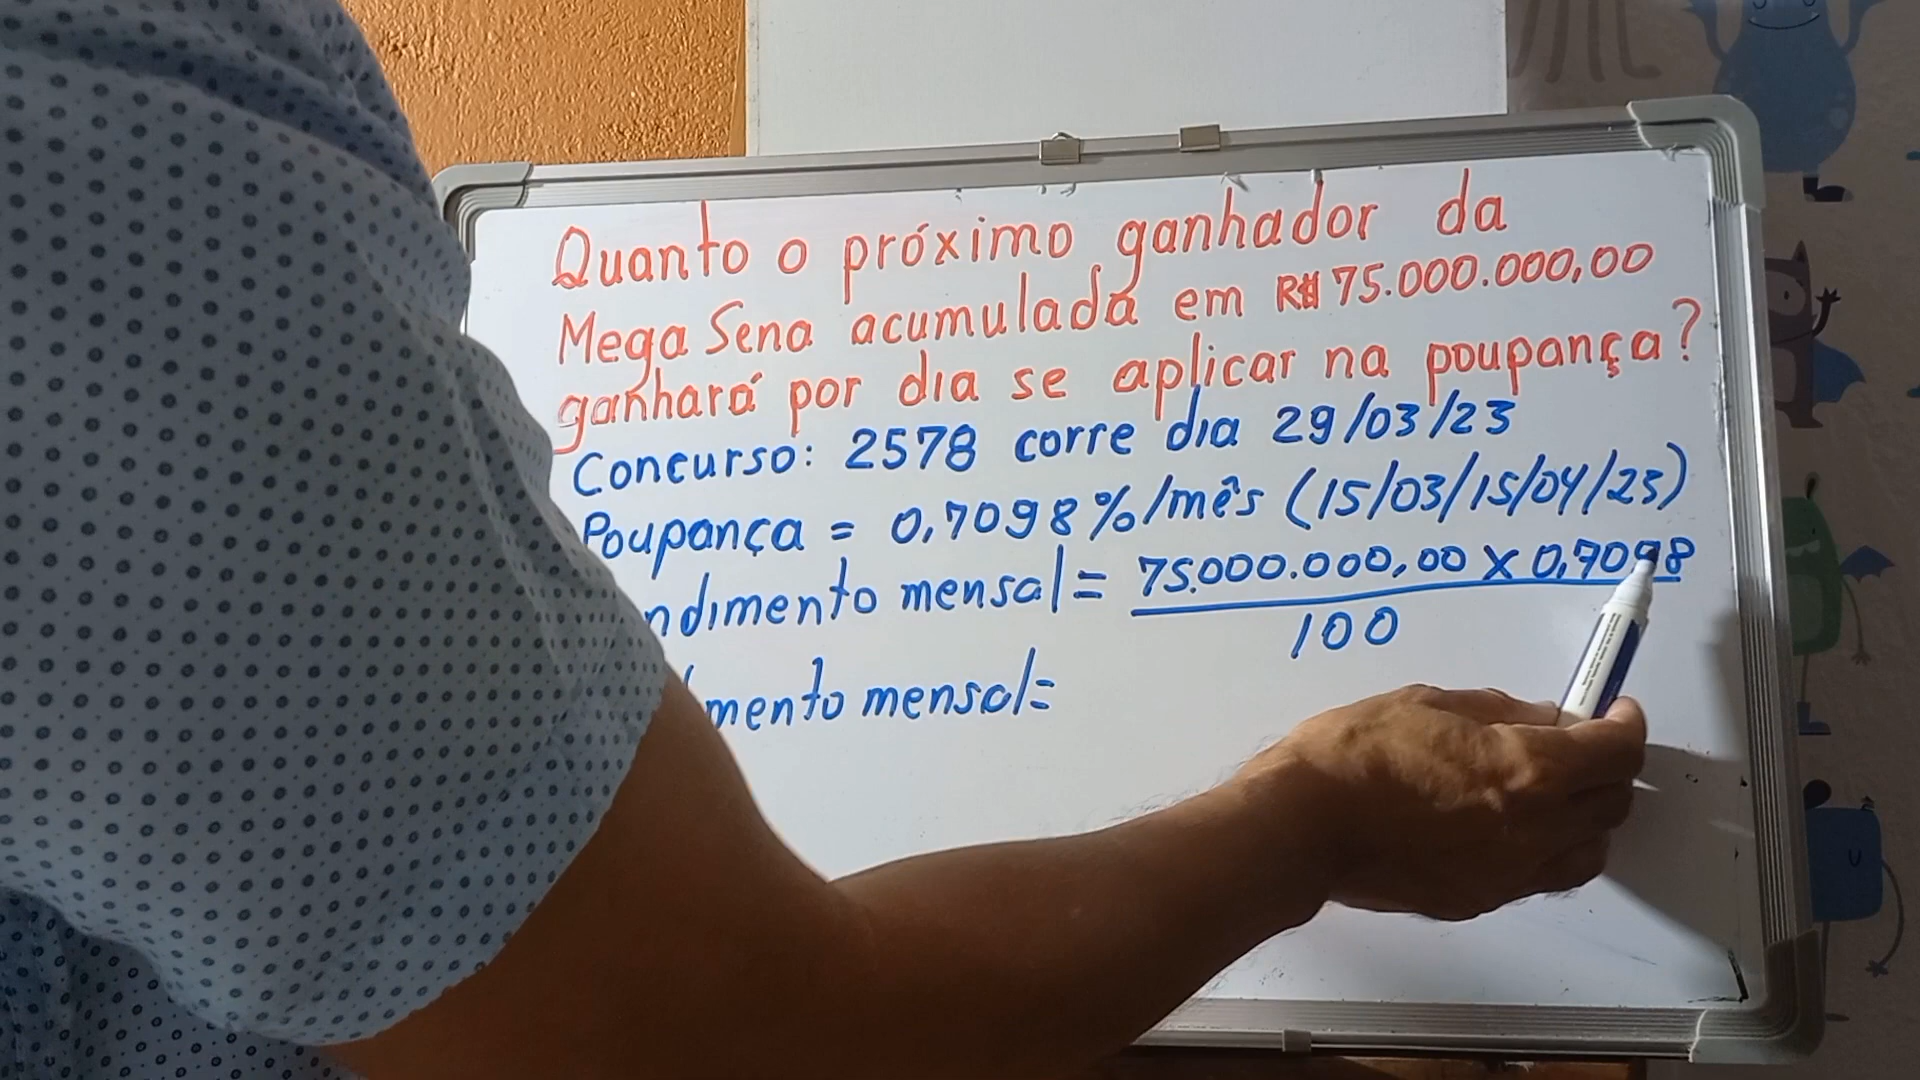 Quanto o próximo ganhador da
Mega Sena acumulada em R$ 75.000.000,00
ganhará por dia se aplicar na poupança?
Concurso: 2578 corre dia 29/03/23
Poupança = 0,7098%/mês (15/03/15/04/23)
ndimento mensal = 75.000.000,00 x 0,7098
100
mento mensal=